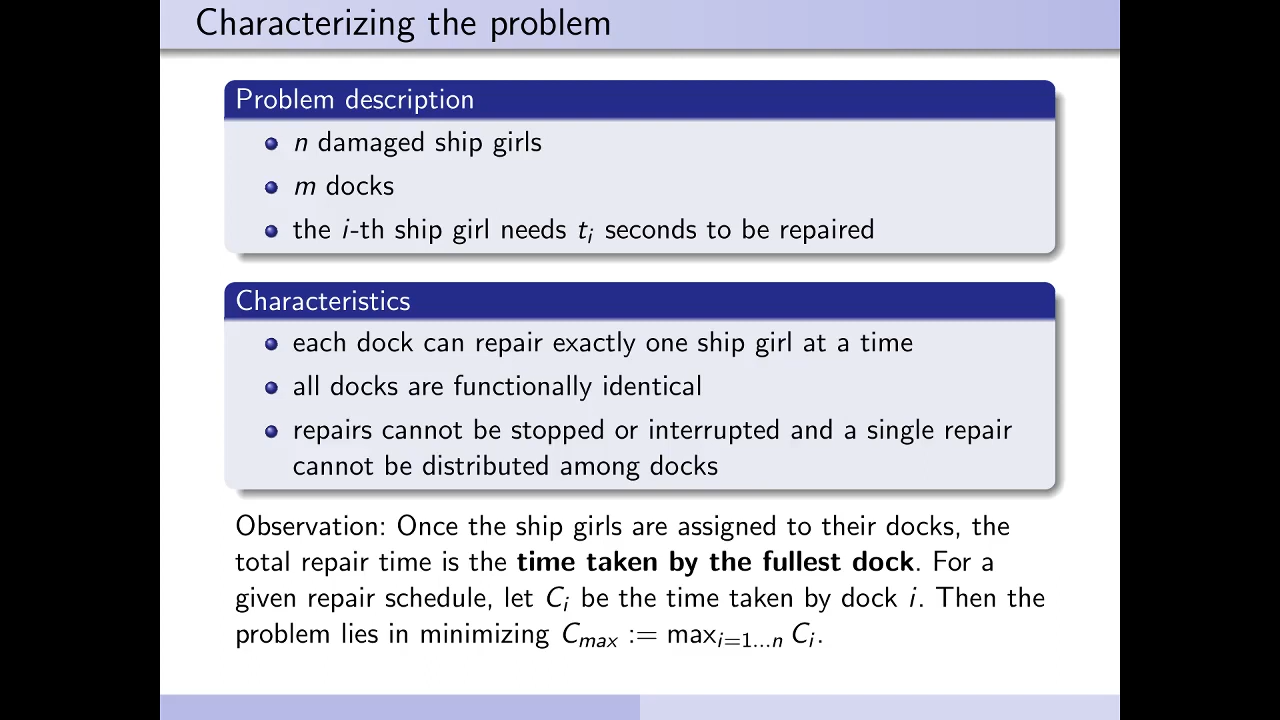 Characterizing the problem
Problem description
n damaged ship girls
m docks
the i-th ship girl needs t_i seconds to be repaired
Characteristics
each dock can repair exactly one ship girl at a time
all docks are functionally identical
repairs cannot be stopped or interrupted and a single repair
cannot be distributed among docks
Observation: Once the ship girls are assigned to their docks, the
total repair time is the time taken by the fullest dock. For a
given repair schedule, let C_i be the time taken by dock i. Then the
problem lies in minimizing C_max := max_{i=1...n} C_i.